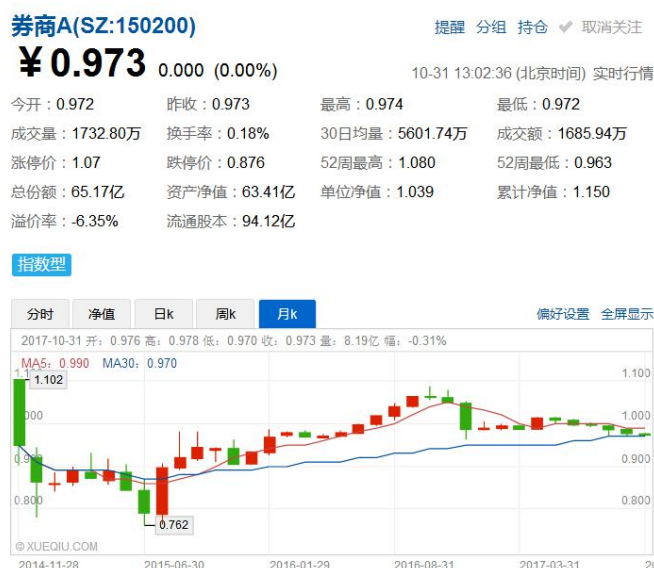 券商A(SZ:150200)
提醒 分组 持仓 取消关注
￥0.973 0.000 (0.00%)
10-31 13:02:36 (北京时间) 实时行情
今开：0.972 昨收：0.973 最高：0.974 最低：0.972
成交量：1732.80万 换手率：0.18% 30日均量：5601.74万 成交额：1685.94万
涨停价：1.07 跌停价：0.876 52周最高：1.080 52周最低：0.963
总份额：65.17亿 资产净值：63.41亿 单位净值：1.039 累计净值：1.150
溢价率：-6.35% 流通股本：94.12亿
指数型
分时 净值 日k 周k 月k 偏好设置 全屏显示
2017-10-31 开：0.976 高：0.978 低：0.970 收：0.973 量：8.19亿 幅：-0.31%
MA5：0.990 MA30：0.970
1.102
1.100
.000 1.000
0.900 0.900
0.800 0.800
0.762
© XUEQIU.COM
2014-11-28 2015-06-30 2016-01-29 2016-08-31 2017-03-31